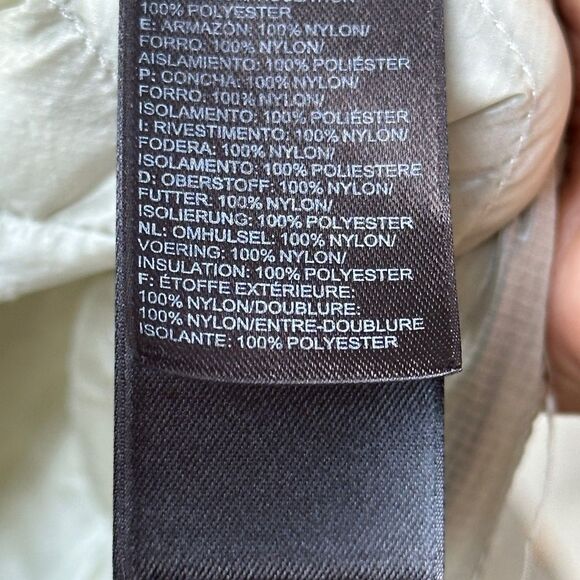 100% POLYESTER
E: ARMAZÓN: 100% NYLON/
FORRO: 100% NYLON/
AISLAMIENTO: 100% POLIÉSTER
P: CONCHA: 100% NYLON/
FORRO: 100% NYLON/
ISOLAMENTO: 100% POLIÉSTER
I: RIVESTIMENTO: 100% NYLON/
FODERA: 100% NYLON/
ISOLAMENTO: 100% POLIESTERE
D: OBERSTOFF: 100% NYLON/
FUTTER: 100% NYLON/
ISOLIERUNG: 100% POLYESTER
NL: OMHULSEL: 100% NYLON/
VOERING: 100% NYLON/
INSULATION: 100% POLYESTER
F: ÉTOFFE EXTÉRIEURE:
100% NYLON/DOUBLURE:
100% NYLON/ENTRE-DOUBLURE
ISOLANTE: 100% POLYESTER